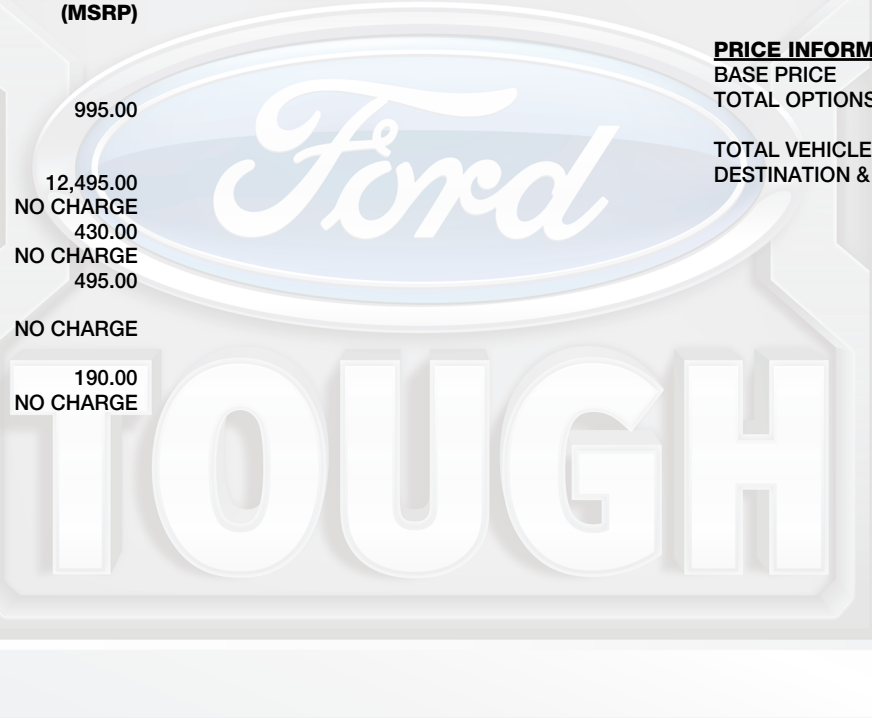 (MSRP)
995.00
12,495.00
NO CHARGE
430.00
NO CHARGE
495.00
NO CHARGE
190.00
NO CHARGE
PRICE INFORM
BASE PRICE
TOTAL OPTIONS
TOTAL VEHICLE
DESTINATION &
Ford
TOUGH